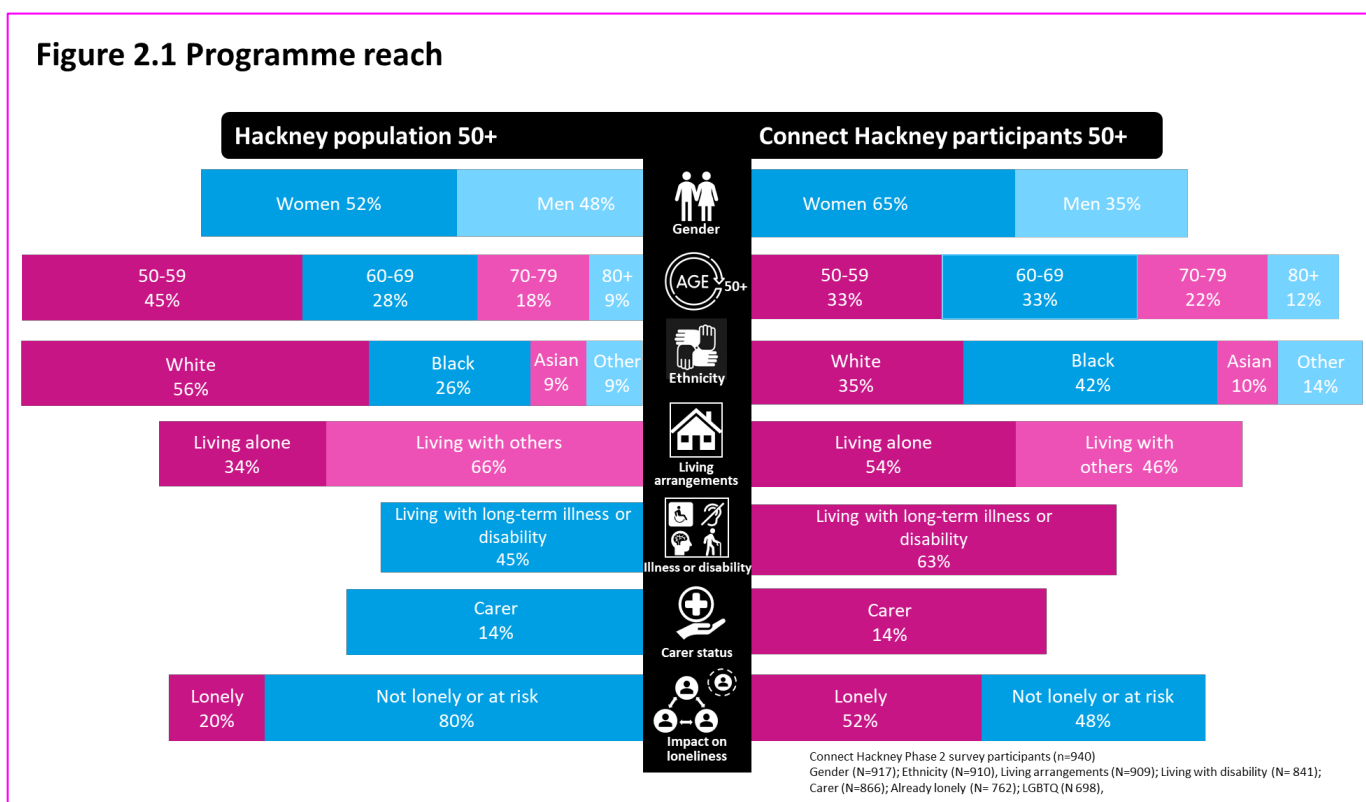 Figure 2.1 Programme reach
Hackney population 50+
Connect Hackney participants 50+
Women 52%
Men 48%
Gender
Women 65%
Men 35%
50-59
45%
60-69
28%
70-79
18%
80+
9%
AGE
50+
50-59
33%
60-69
33%
70-79
22%
80+
12%
White
56%
Black
26%
Asian
9%
Other
9%
Ethnicity
White
35%
Black
42%
Asian
10%
Other
14%
Living alone
34%
Living with others
66%
Living
arrangements
Living alone
54%
Living with
others 46%
Living with long-term illness or
disability
45%
Illness or disability
Living with long-term illness or
disability
63%
Carer
14%
Carer status
Carer
14%
Lonely
20%
Not lonely or at risk
80%
Impact on
loneliness
Lonely
52%
Not lonely or at risk
48%
Connect Hackney Phase 2 survey participants (n=940)
Gender (N=917); Ethnicity (N=910), Living arrangements (N=909); Living with disability (N= 841);
Carer (N=866); Already lonely (N= 762); LGBTQ (N 698),